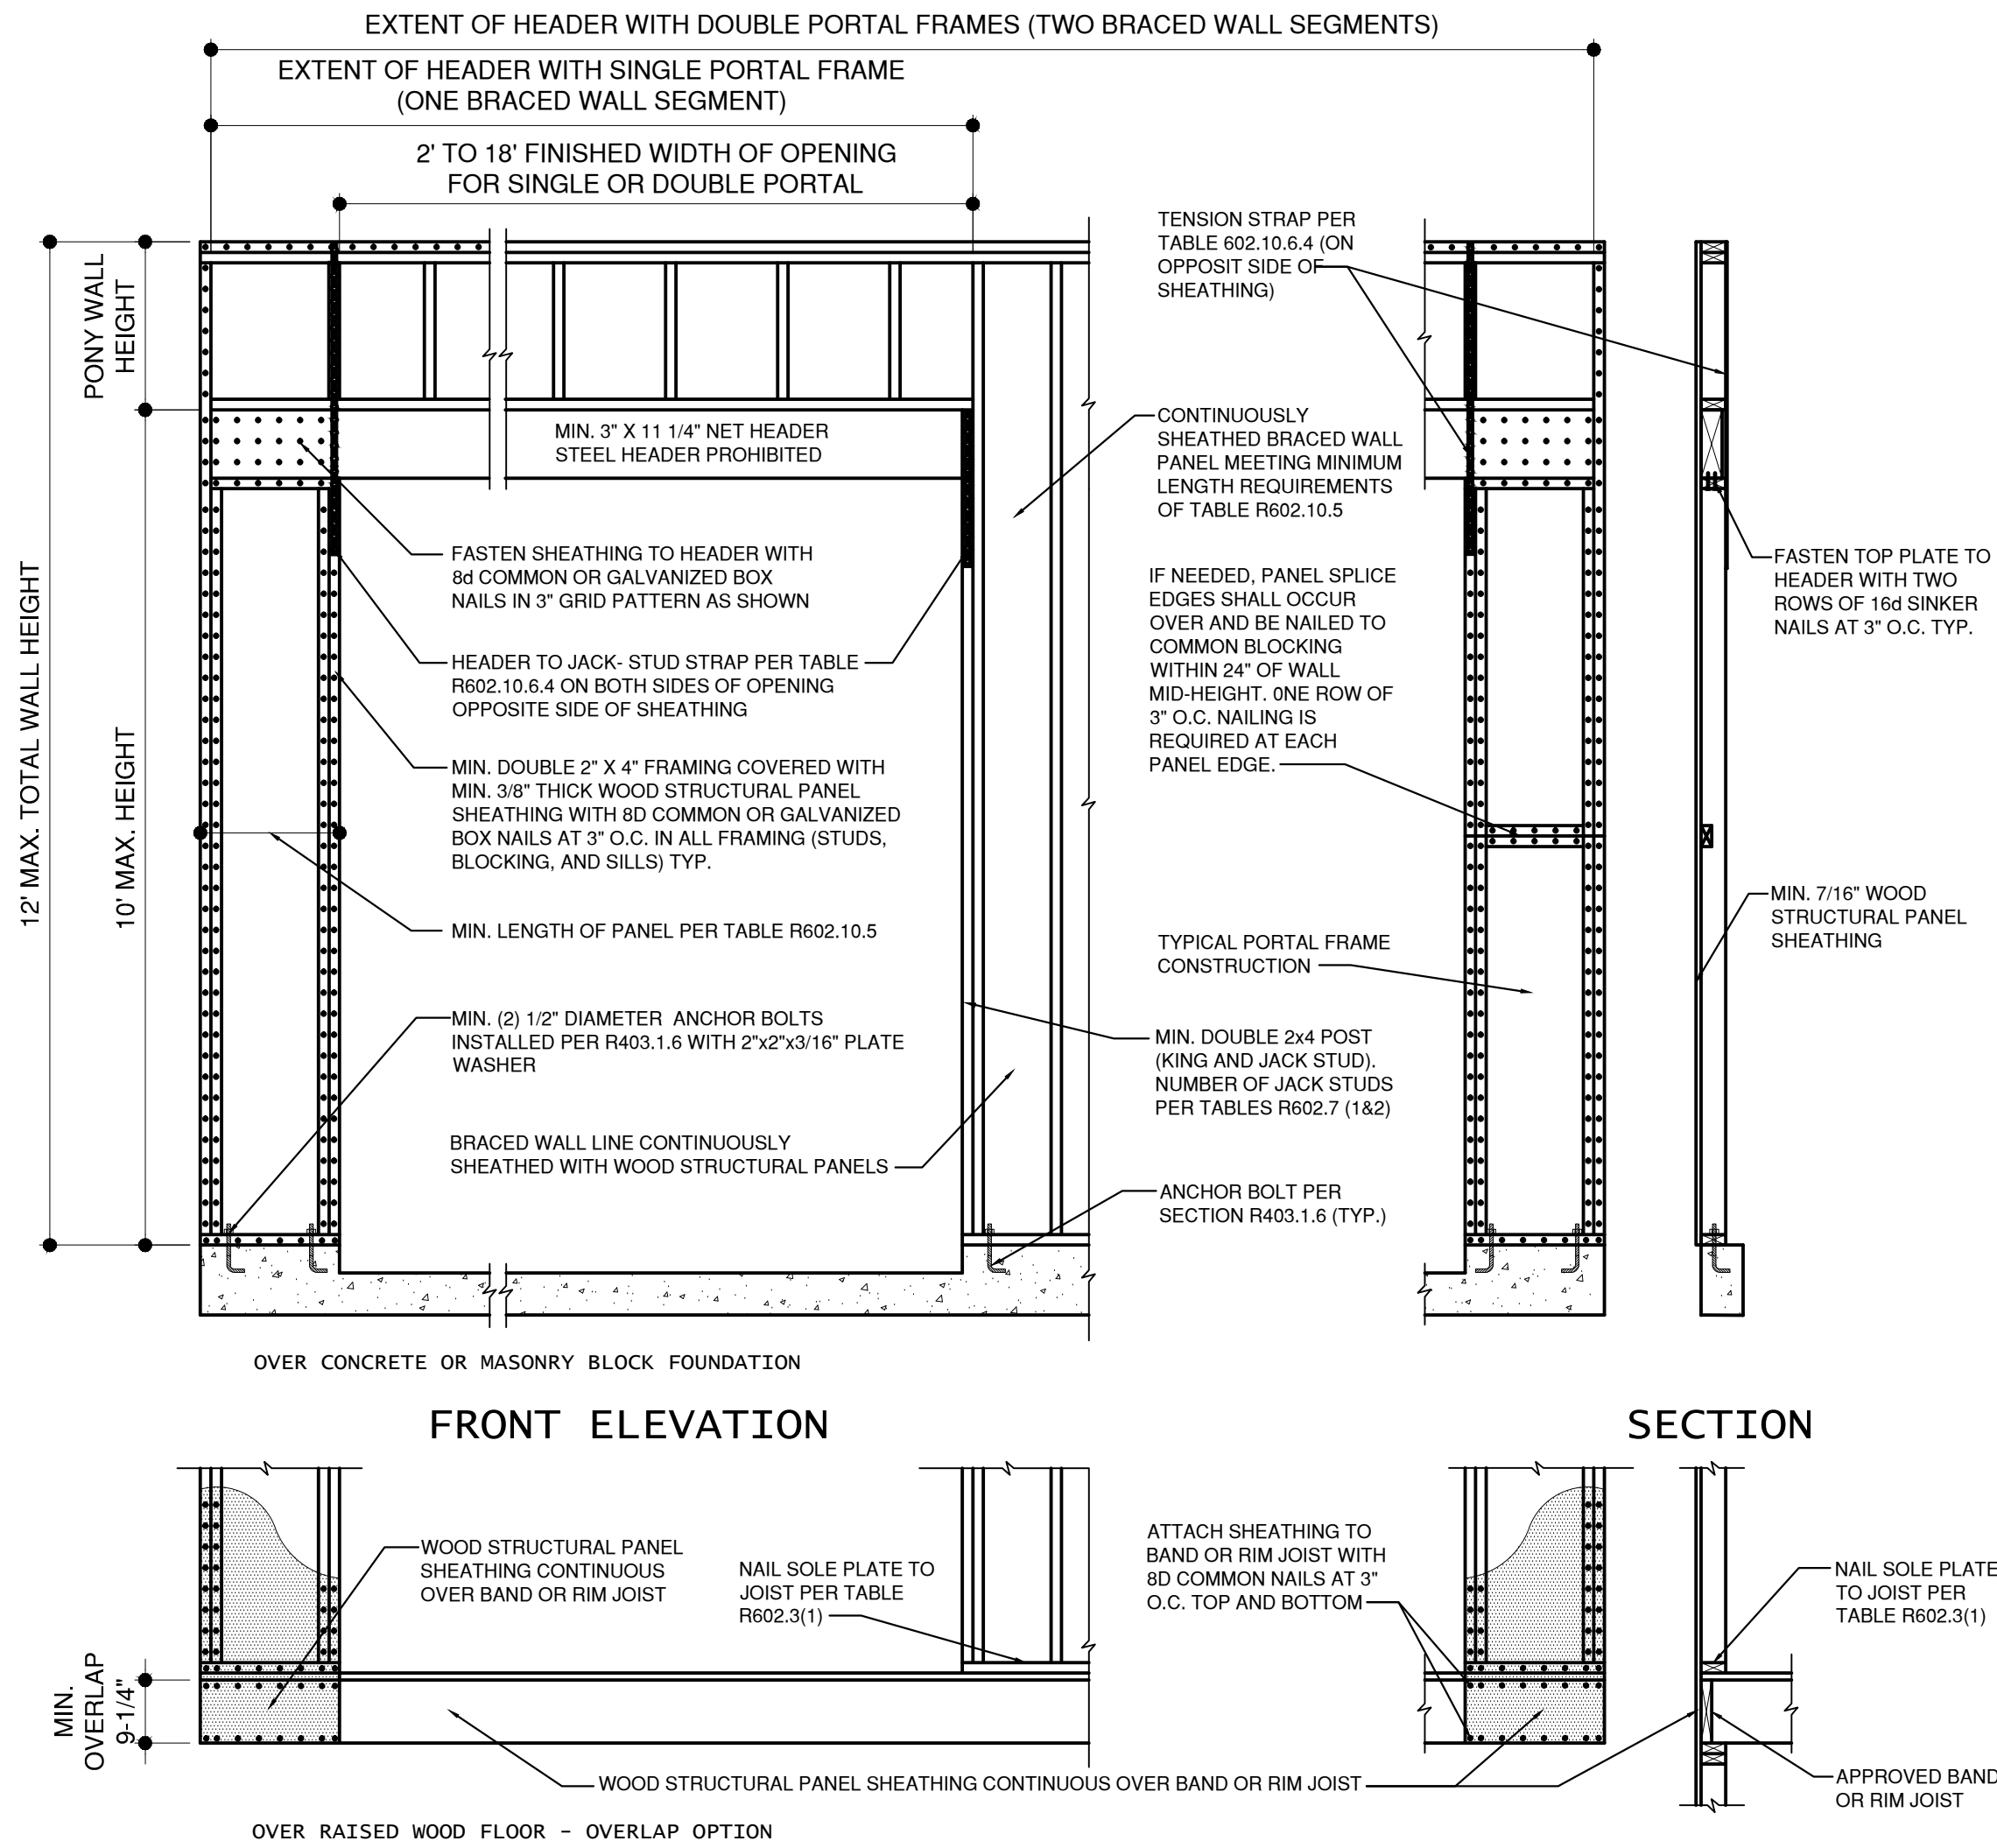 EXTENT OF HEADER WITH DOUBLE PORTAL FRAMES (TWO BRACED WALL SEGMENTS)
EXTENT OF HEADER WITH SINGLE PORTAL FRAME
(ONE BRACED WALL SEGMENT)
2' TO 18' FINISHED WIDTH OF OPENING
FOR SINGLE OR DOUBLE PORTAL
12' MAX. TOTAL WALL HEIGHT
PONY WALL
HEIGHT
10' MAX. HEIGHT
MIN. 3" X 11 1/4" NET HEADER
STEEL HEADER PROHIBITED
FASTEN SHEATHING TO HEADER WITH
8d COMMON OR GALVANIZED BOX
NAILS IN 3" GRID PATTERN AS SHOWN
HEADER TO JACK- STUD STRAP PER TABLE
R602.10.6.4 ON BOTH SIDES OF OPENING
OPPOSITE SIDE OF SHEATHING
MIN. DOUBLE 2" X 4" FRAMING COVERED WITH
MIN. 3/8" THICK WOOD STRUCTURAL PANEL
SHEATHING WITH 8D COMMON OR GALVANIZED
BOX NAILS AT 3" O.C. IN ALL FRAMING (STUDS,
BLOCKING, AND SILLS) TYP.
MIN. LENGTH OF PANEL PER TABLE R602.10.5
MIN. (2) 1/2" DIAMETER ANCHOR BOLTS
INSTALLED PER R403.1.6 WITH 2"x2"x3/16" PLATE
WASHER
BRACED WALL LINE CONTINUOUSLY
SHEATHED WITH WOOD STRUCTURAL PANELS
TENSION STRAP PER
TABLE 602.10.6.4 (ON
OPPOSIT SIDE OF
SHEATHING)
CONTINUOUSLY
SHEATHED BRACED WALL
PANEL MEETING MINIMUM
LENGTH REQUIREMENTS
OF TABLE R602.10.5
IF NEEDED, PANEL SPLICE
EDGES SHALL OCCUR
OVER AND BE NAILED TO
COMMON BLOCKING
WITHIN 24" OF WALL
MID-HEIGHT. 0NE ROW OF
3" O.C. NAILING IS
REQUIRED AT EACH
PANEL EDGE.
TYPICAL PORTAL FRAME
CONSTRUCTION
MIN. DOUBLE 2x4 POST
(KING AND JACK STUD).
NUMBER OF JACK STUDS
PER TABLES R602.7 (1&2)
ANCHOR BOLT PER
SECTION R403.1.6 (TYP.)
FASTEN TOP PLATE TO
HEADER WITH TWO
ROWS OF 16d SINKER
NAILS AT 3" O.C. TYP.
MIN. 7/16" WOOD
STRUCTURAL PANEL
SHEATHING
OVER CONCRETE OR MASONRY BLOCK FOUNDATION
FRONT ELEVATION
SECTION
WOOD STRUCTURAL PANEL
SHEATHING CONTINUOUS
OVER BAND OR RIM JOIST
NAIL SOLE PLATE TO
JOIST PER TABLE
R602.3(1)
ATTACH SHEATHING TO
BAND OR RIM JOIST WITH
8D COMMON NAILS AT 3"
O.C. TOP AND BOTTOM
NAIL SOLE PLATE
TO JOIST PER
TABLE R602.3(1)
MIN.
OVERLAP
9-1/4"
WOOD STRUCTURAL PANEL SHEATHING CONTINUOUS OVER BAND OR RIM JOIST
APPROVED BAND
OR RIM JOIST
OVER RAISED WOOD FLOOR - OVERLAP OPTION